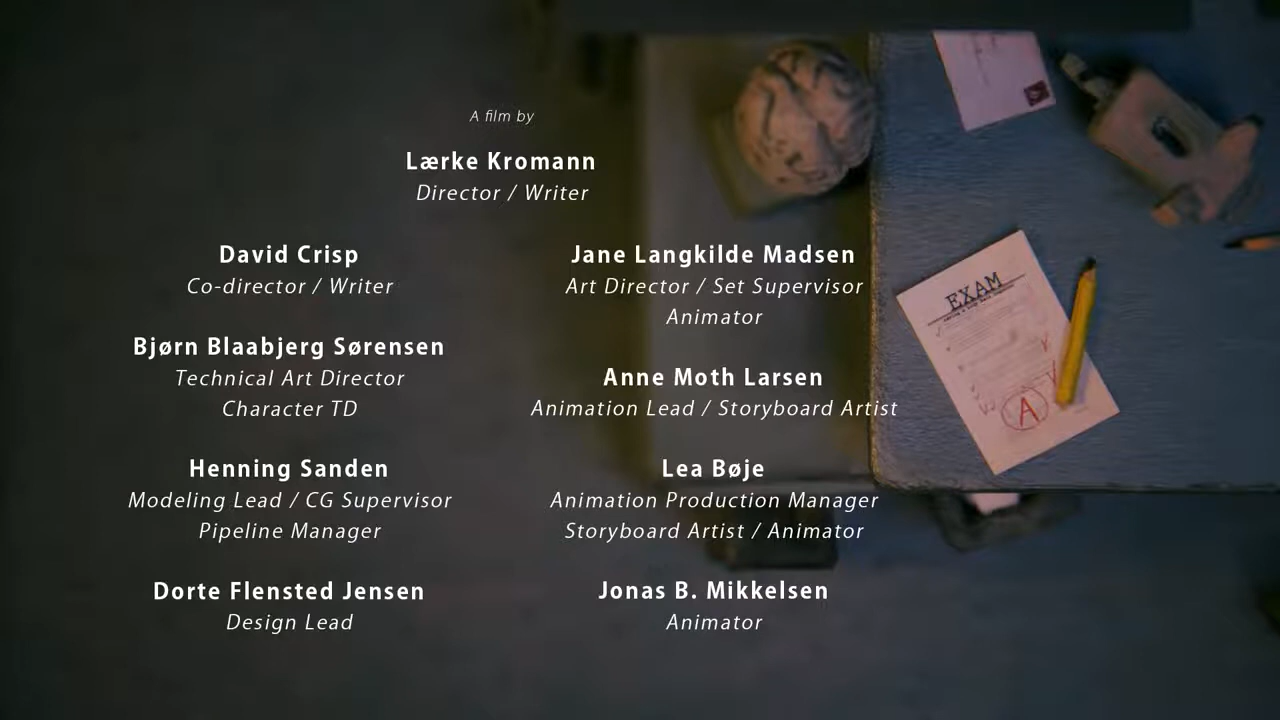 A film by
Lærke Kromann
Director / Writer
David Crisp
Co-director / Writer
Bjørn Blaabjerg Sørensen
Technical Art Director
Character TD
Henning Sanden
Modeling Lead / CG Supervisor
Pipeline Manager
Dorte Flensted Jensen
Design Lead
Jane Langkilde Madsen
Art Director / Set Supervisor
Animator
Anne Moth Larsen
Animation Lead / Storyboard Artist
Lea Bøje
Animation Production Manager
Storyboard Artist / Animator
Jonas B. Mikkelsen
Animator
EXAM
A